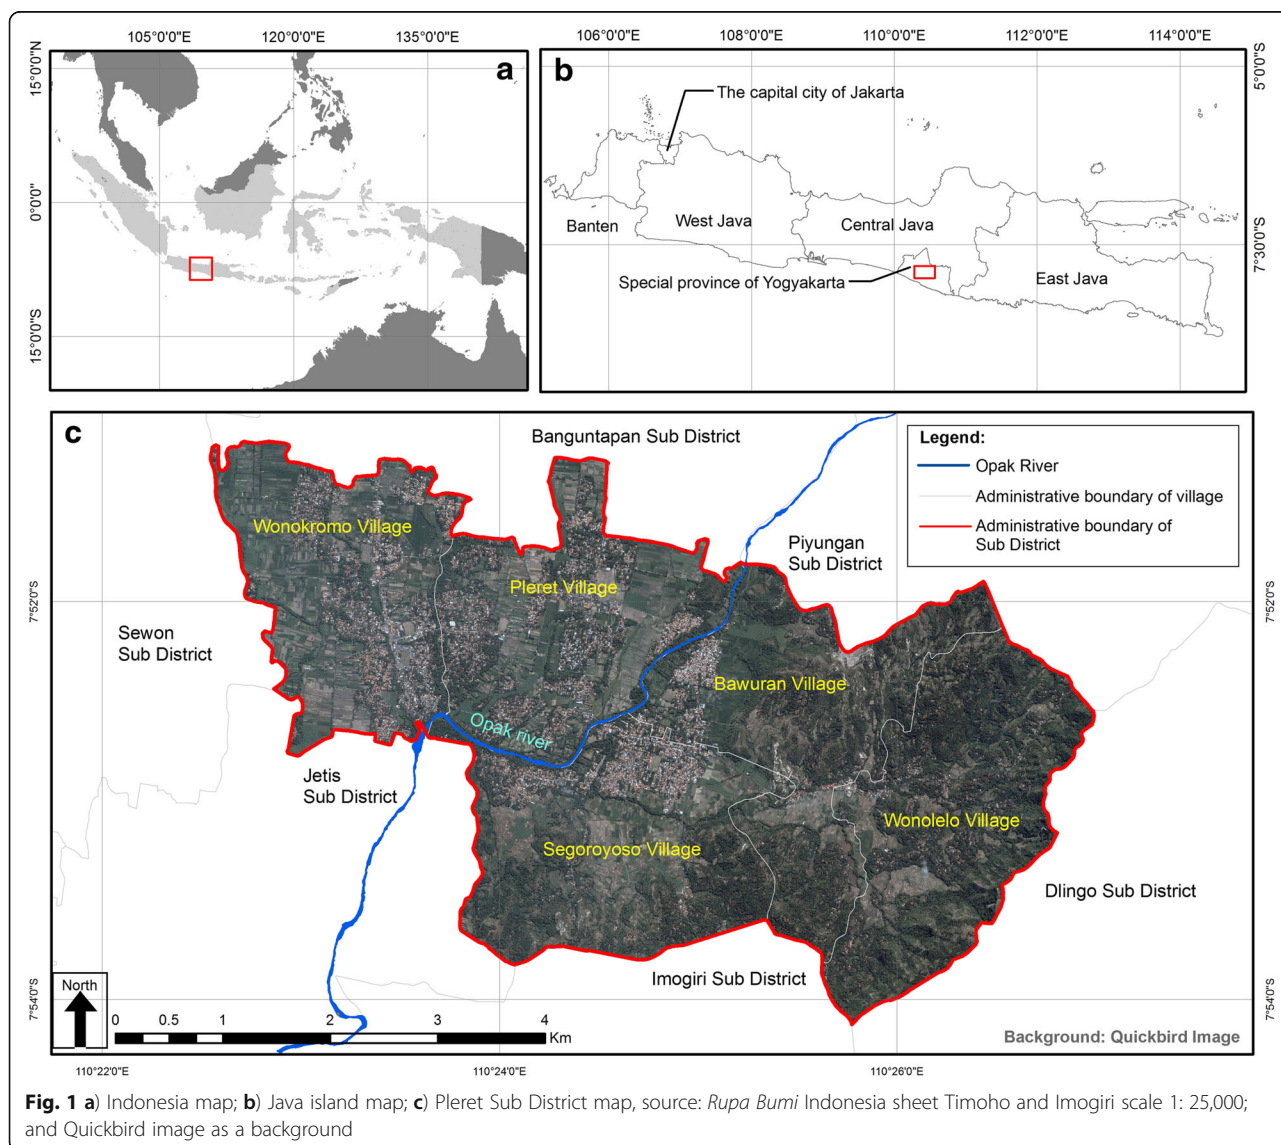 105°0'0"E 120°0'0"E 135°0'0"E
15°0'0"N
0°0'0"
15°0'0"S
a
106°0'0"E 108°0'0"E 110°0'0"E 112°0'0"E 114°0'0"E
5°0'0"S
7°30'0"S
b
The capital city of Jakarta
Banten
West Java
Central Java
Special province of Yogyakarta
East Java
c
Banguntapan Sub District
Legend:
Opak River
Administrative boundary of village
Administrative boundary of
Sub District
Wonokromo Village
Piyungan
Sub District
Pleret Village
7°52'0"S
7°52'0"S
Sewon
Sub District
Bawuran Village
Opak river
Jetis
Sub District
Wonolelo Village
Segoroyoso Village
Dlingo Sub District
Imogiri Sub District
North
7°54'0"S
7°54'0"S
0 0.5 1 2 3 4
Km
Background: Quickbird Image
110°22'0"E 110°24'0"E 110°26'0"E
Fig. 1 a) Indonesia map; b) Java island map; c) Pleret Sub District map, source: Rupa Bumi Indonesia sheet Timoho and Imogiri scale 1: 25,000;
and Quickbird image as a background